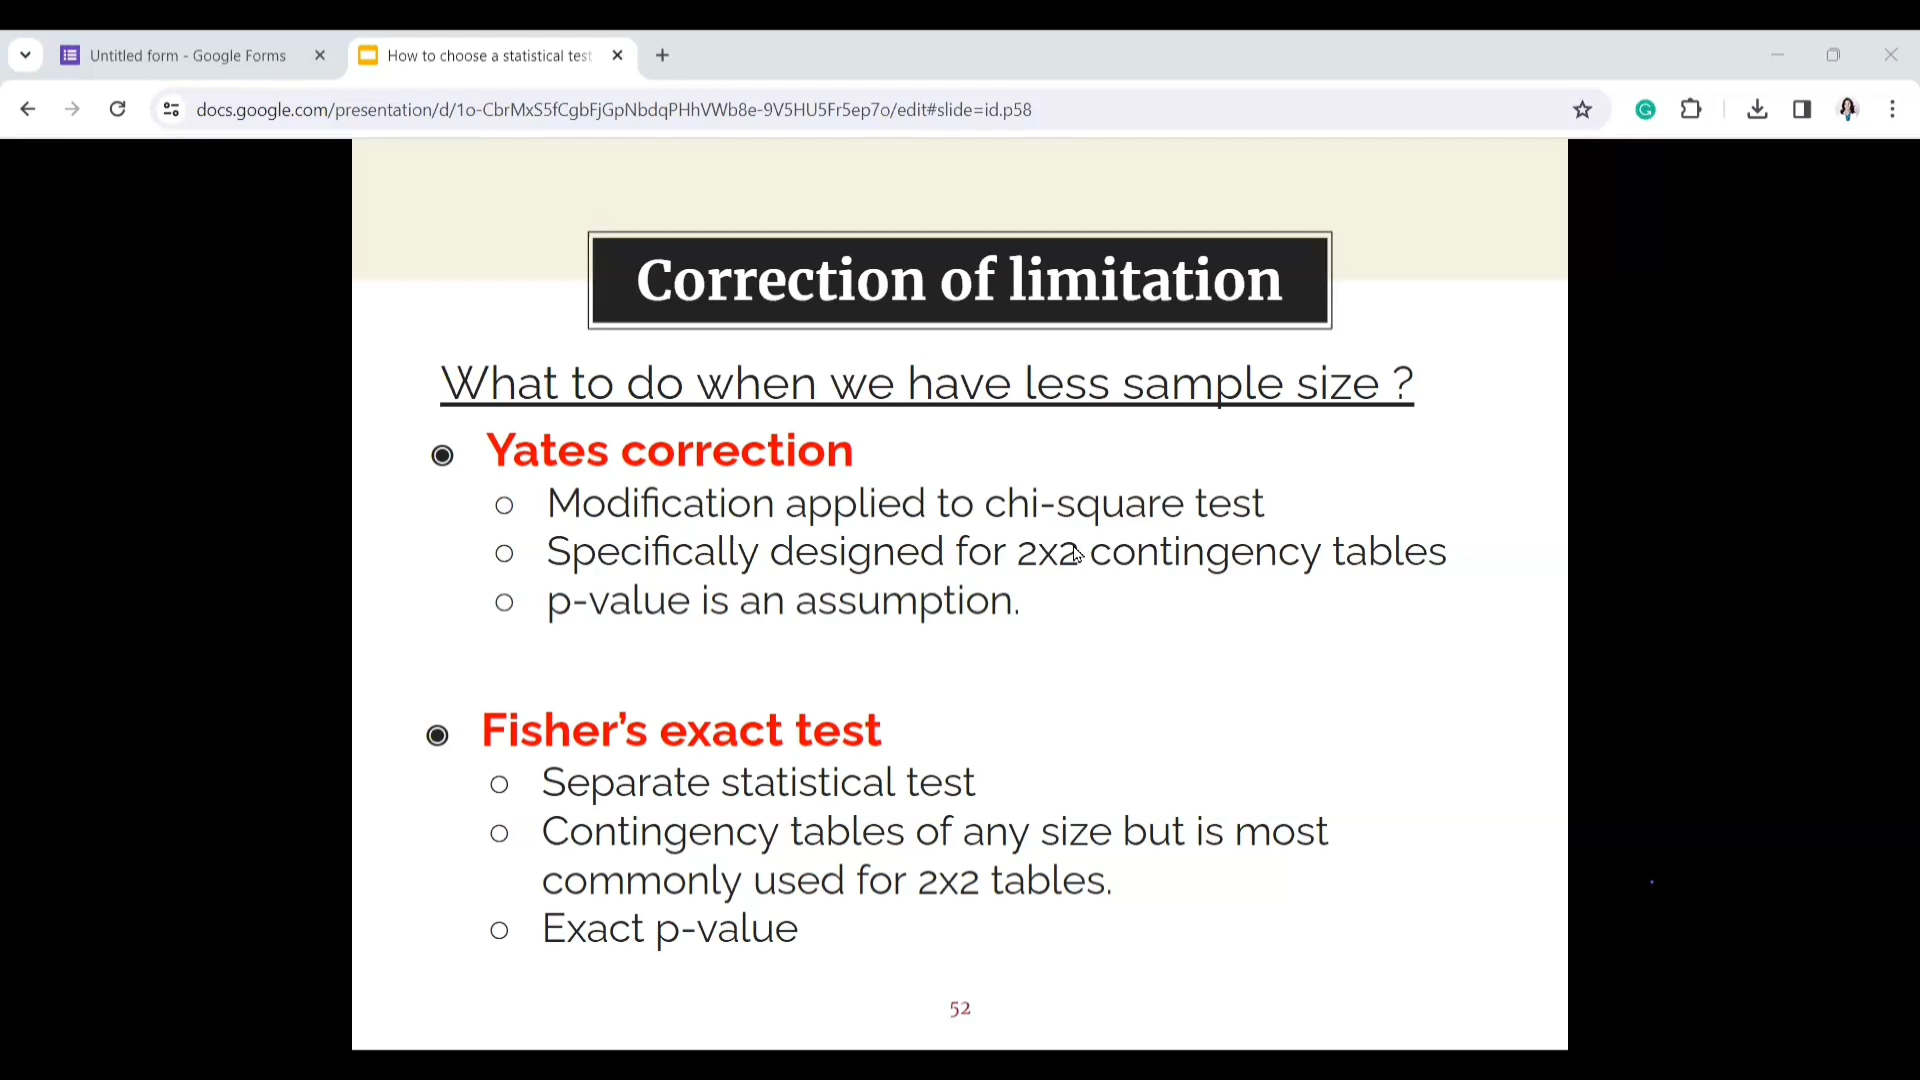 Untitled form - Google Forms
How to choose a statistical test
docs.google.com/presentation/d/1o-CbrMxS5fCgbFjGpNbdqPHhVWb8e-9V5HU5Fr5ep7o/edit#slide=id.p58
Correction of limitation
What to do when we have less sample size ?
Yates correction
Modification applied to chi-square test
Specifically designed for 2x2 contingency tables
p-value is an assumption.
Fisher’s exact test
Separate statistical test
Contingency tables of any size but is most
commonly used for 2x2 tables.
Exact p-value
52